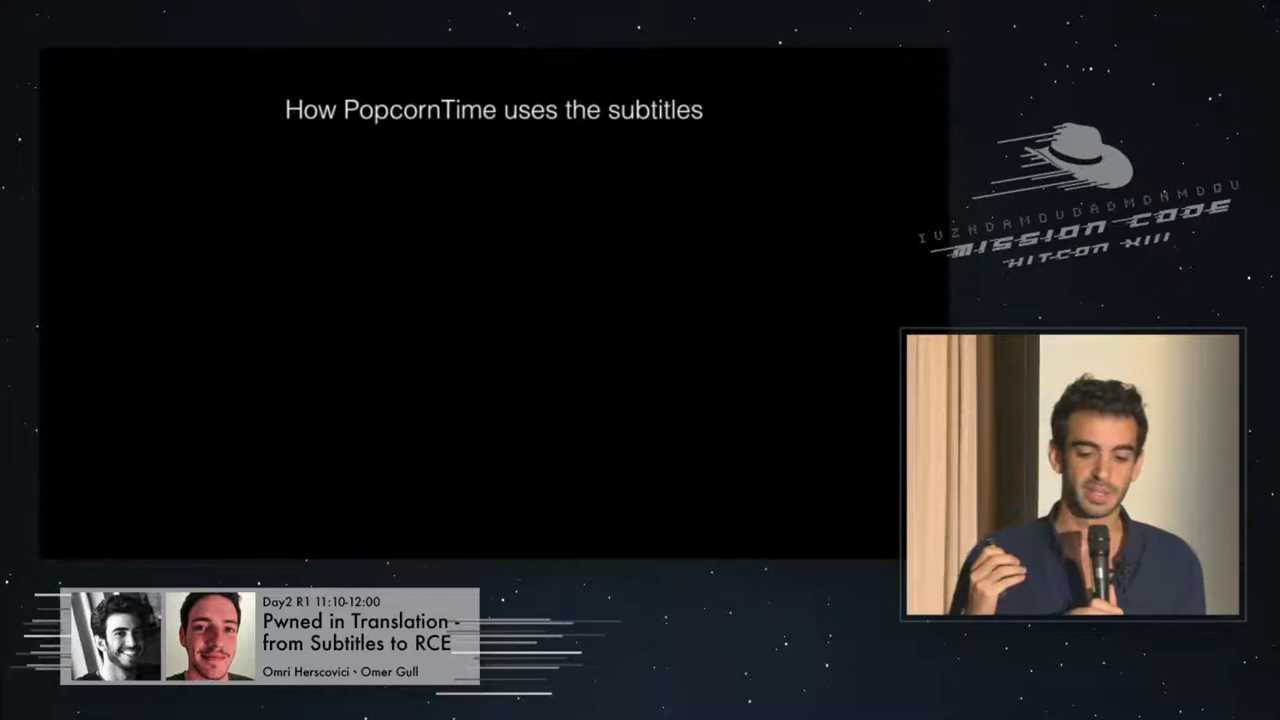 How PopcornTime uses the subtitles
MISSION CODE
HITCON XIII
Day2 R1 11:10-12:00
Pwned in Translation -
from Subtitles to RCE
Omri Herscovici、Omer Gull